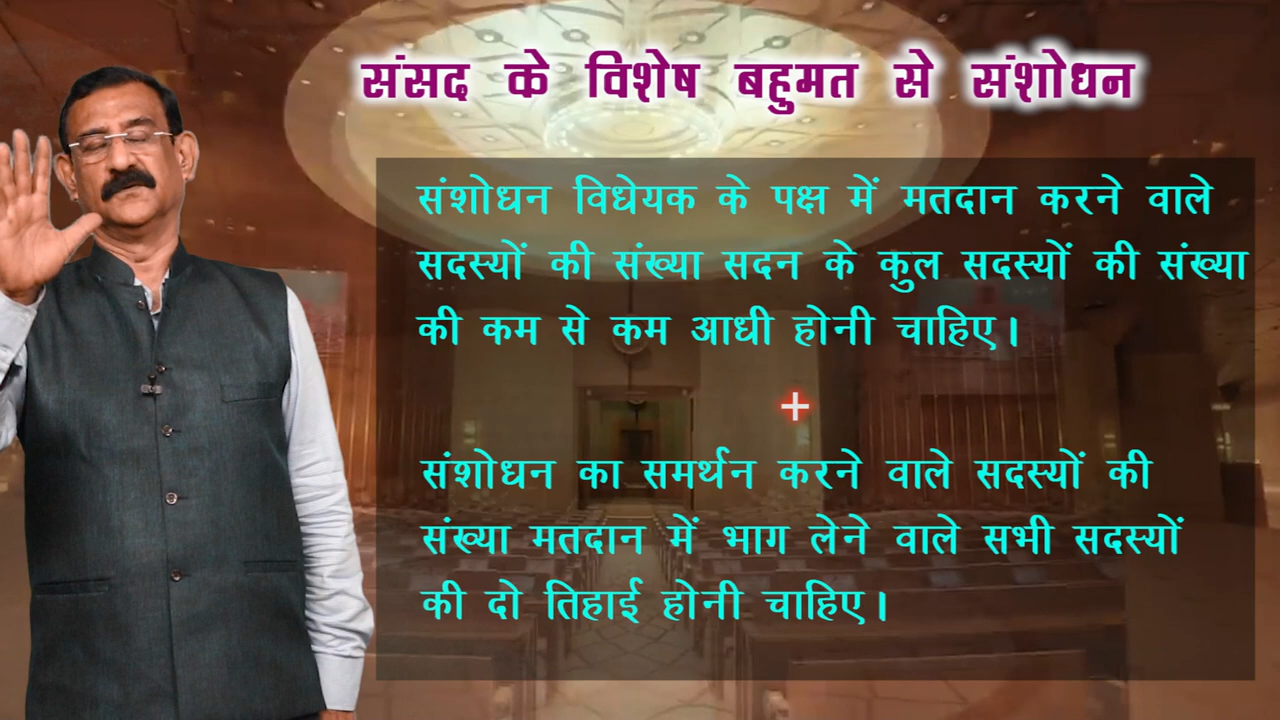 संसद के विशेष बहुमत से संशोधन
संशोधन विधेयक के पक्ष में मतदान करने वाले
सदस्यों की संख्या सदन के कुल सदस्यों की संख्या
की कम से कम आधी होनी चाहिए।
+
संशोधन का समर्थन करने वाले सदस्यों की
संख्या मतदान में भाग लेने वाले सभी सदस्यों
की दो तिहाई होनी चाहिए।